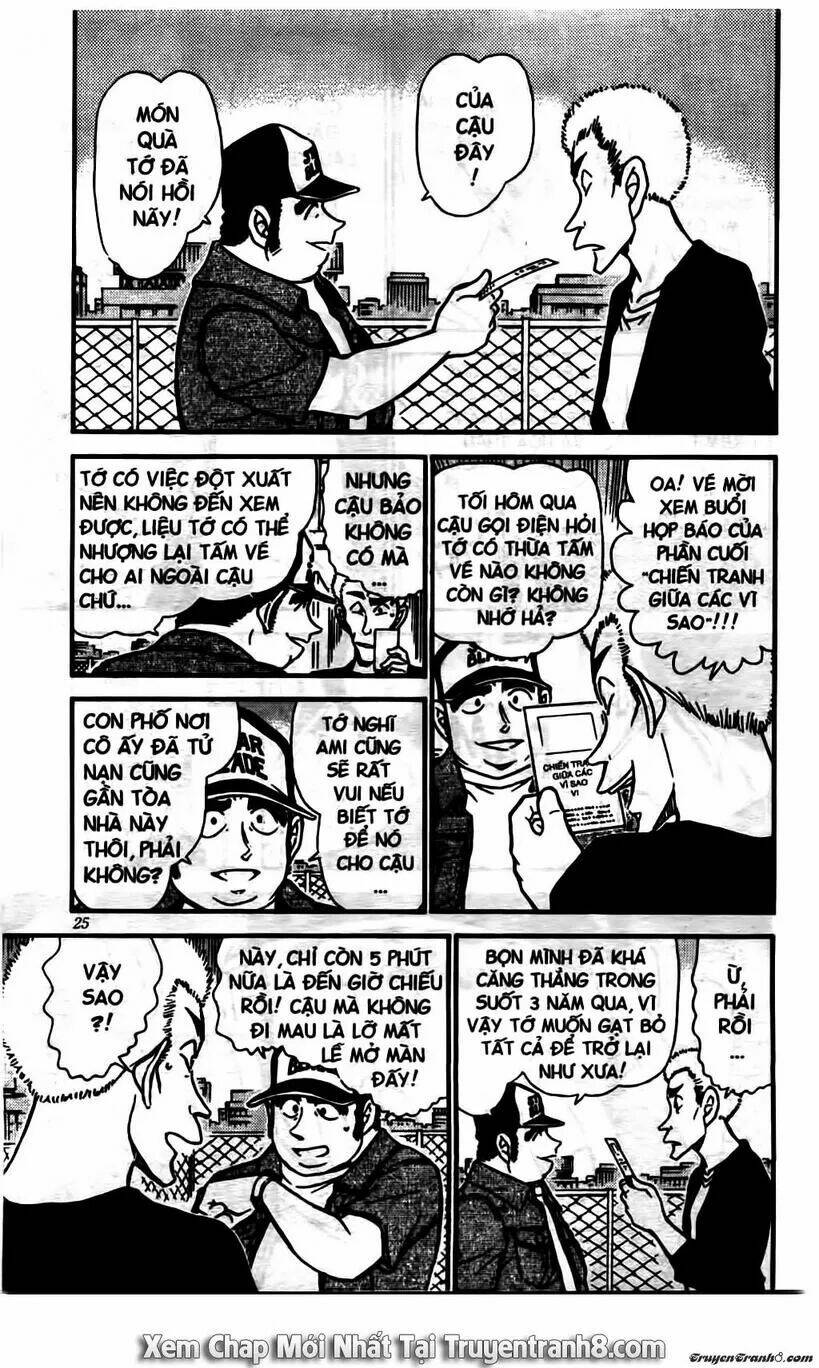 CỦA
CẬU
ĐÂY
!
MÓN
QUÀ
TỚ ĐÃ
NÓI HỒI
NÃY!
OA! VÉ MỜI
XEM BUỔI
HỌP BÁO CỦA
PHẦN CUỐI
"CHIẾN TRANH
GIỮA CÁC VÌ
SAO"!!!
TỐI HÔM QUA
CẬU GỌI ĐIỆN HỎI
TỚ CÓ THỪA TẤM
VÉ NÀO KHÔNG
CÒN GÌ? KHÔNG
NHỚ HẢ?
CHIẾN TRA
GIỮA CÁC
VÌ SAO
VI
NHƯNG
CẬU BẢO
KHÔNG
CÓ MÀ
...
TỚ CÓ VIỆC ĐỘT XUẤT
NÊN KHÔNG ĐẾN XEM
ĐƯỢC, LIỆU TỚ CÓ THỂ
NHƯỢNG LẠI TẤM VÉ
CHO AI NGOÀI CẬU
CHỨ...
TỚ NGHĨ
AMI CŨNG
SẼ RẤT
VUI NẾU
BIẾT TỚ
ĐỂ NÓ
CHO CẬU
...
CON PHỐ NƠI
CÔ ẤY ĐÃ TỬ
NẠN CŨNG
GẦN TÒA
NHÀ NÀY
THÔI, PHẢI
KHÔNG?
25
Ừ,
PHẢI
RỒI
...
BỌN MÌNH ĐÃ KHÁ
CĂNG THẲNG TRONG
SUỐT 3 NĂM QUA, VÌ
VẬY TỚ MUỐN GẠT BỎ
TẤT CẢ ĐỂ TRỞ LẠI
NHƯ XƯA!
NÀY, CHỈ CÒN 5 PHÚT
NỮA LÀ ĐẾN GIỜ CHIẾU
RỒI! CẬU MÀ KHÔNG
ĐI MAU LÀ LỠ MẤT
LỄ MỞ MÀN
ĐẤY!
VẬY
SAO
?!
Xem Chap Mới Nhất Tại Truyentranh8.com
TruyenTranh8.com